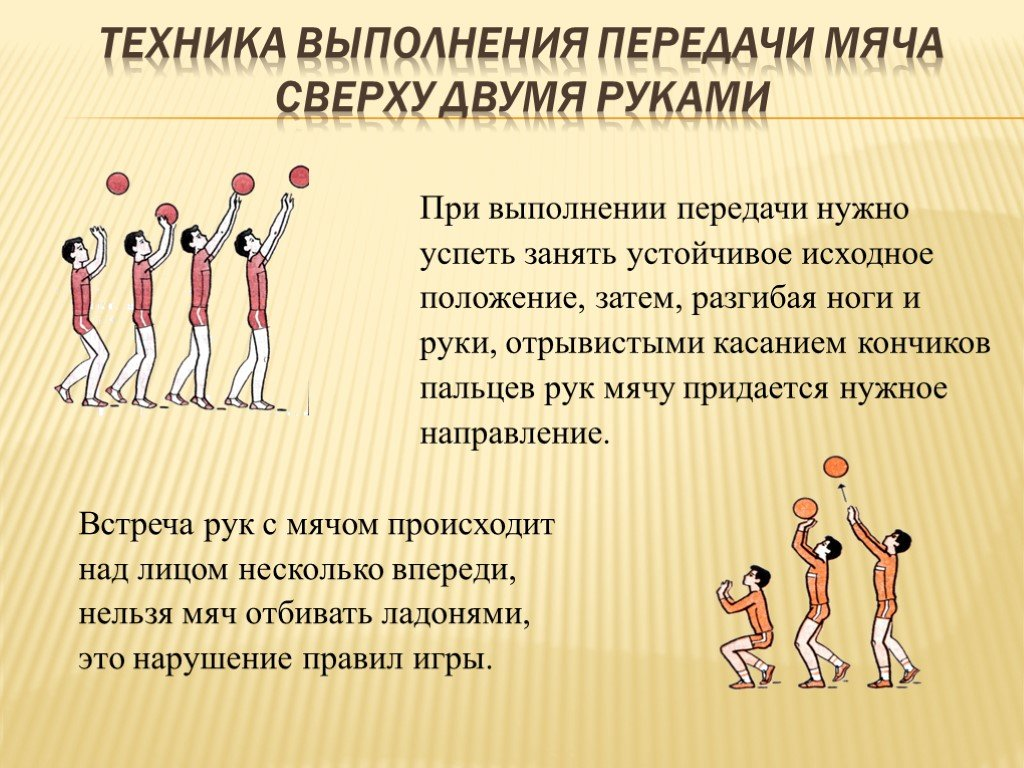 ТЕХНИКА ВЫПОЛНЕНИЯ ПЕРЕДАЧИ МЯЧА
СВЕРХУ ДВУМЯ РУКАМИ
При выполнении передачи нужно
успеть занять устойчивое исходное
положение, затем, разгибая ноги и
руки, отрывистыми касанием кончиков
пальцев рук мячу придается нужное
направление.
Встреча рук с мячом происходит
над лицом несколько впереди,
нельзя мяч отбивать ладонями,
это нарушение правил игры.